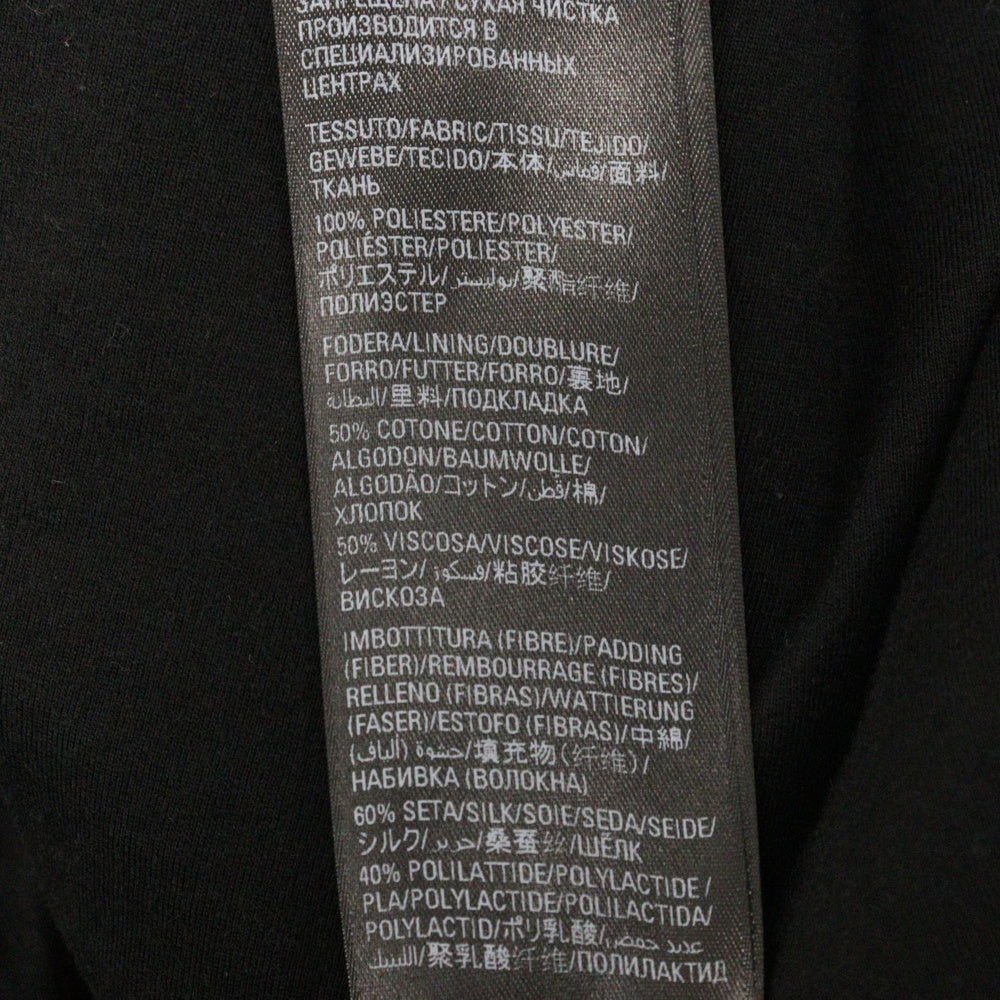 ЗАПРЕЩЕНА / СУХАЯ ЧИСТКА
ПРОИЗВОДИТСЯ В
СПЕЦИАЛИЗИРОВАННЫХ
ЦЕНТРАХ
TESSUTO/FABRIC/TISSU/TEJIDO/
GEWEBE/TECIDO/本体/قماش/面料/
ТКАНЬ
100% POLIESTERE/POLYESTER/
POLIÉSTER/POLIESTER/
ポリエステル/بوليستر/聚酯纤维/
ПОЛИЭСТЕР
FODERA/LINING/DOUBLURE/
FORRO/FUTTER/FORRO/裏地/
البطانة/里料/ПОДКЛАДКА
50% COTONE/COTTON/COTON/
ALGODON/BAUMWOLLE/
ALGODÃO/コットン/قطن/棉/
ХЛОПОК
50% VISCOSA/VISCOSE/VISKOSE/
レーヨン/فسكوز/粘胶纤维/
ВИСКОЗА
IMBOTTITURA (FIBRE)/PADDING
(FIBER)/REMBOURRAGE (FIBRES)/
RELLENO (FIBRAS)/WATTIERUNG
(FASER)/ESTOFO (FIBRAS)/中綿/
حشوة (ألياف)/填充物(纤维)/
НАБИВКА (ВОЛОКНА)
60% SETA/SILK/SOIE/SEDA/SEIDE/
シルク/حرير/桑蚕丝/ШЁЛК
40% POLILATTIDE/POLYLACTIDE /
PLA/POLYLACTIDE/POLILACTIDA/
POLYLACTID/ポリ乳酸/عديد حمض
/聚乳酸纤维/ПОЛИЛАКТИД